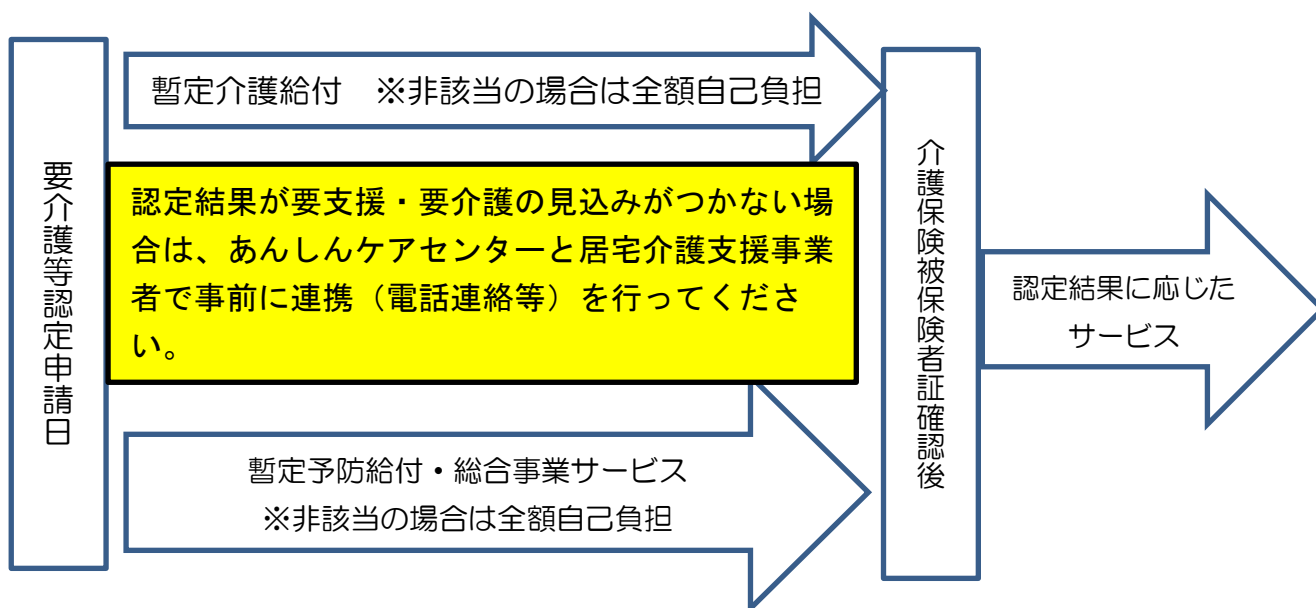 要介護等認定申請日
暫定介護給付　※非該当の場合は全額自己負担
認定結果が要支援・要介護の見込みがつかない場
合は、あんしんケアセンターと居宅介護支援事業
者で事前に連携（電話連絡等）を行ってくださ
い。
暫定予防給付・総合事業サービス
※非該当の場合は全額自己負担
介護保険被保険者証確認後
認定結果に応じた
サービス